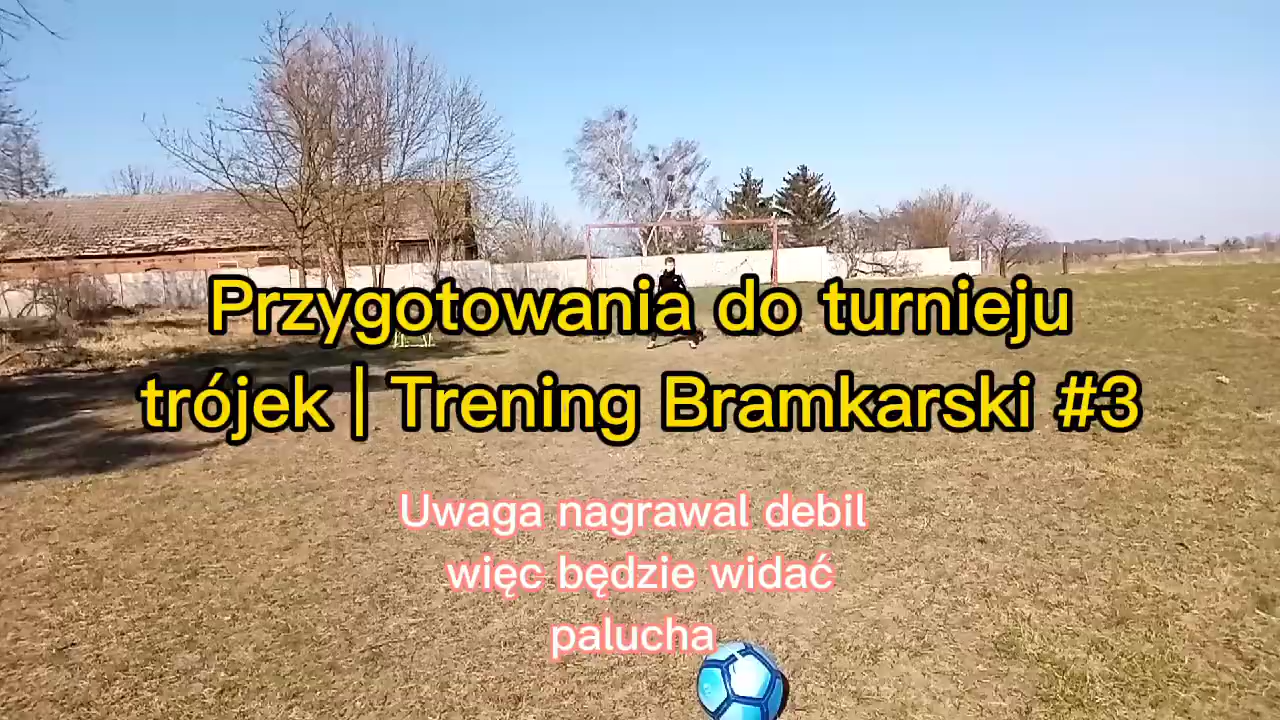 Przygotowania do turnieju
trójek | Trening Bramkarski #3
Uwaga nagrawal debil
więc będzie widać
palucha